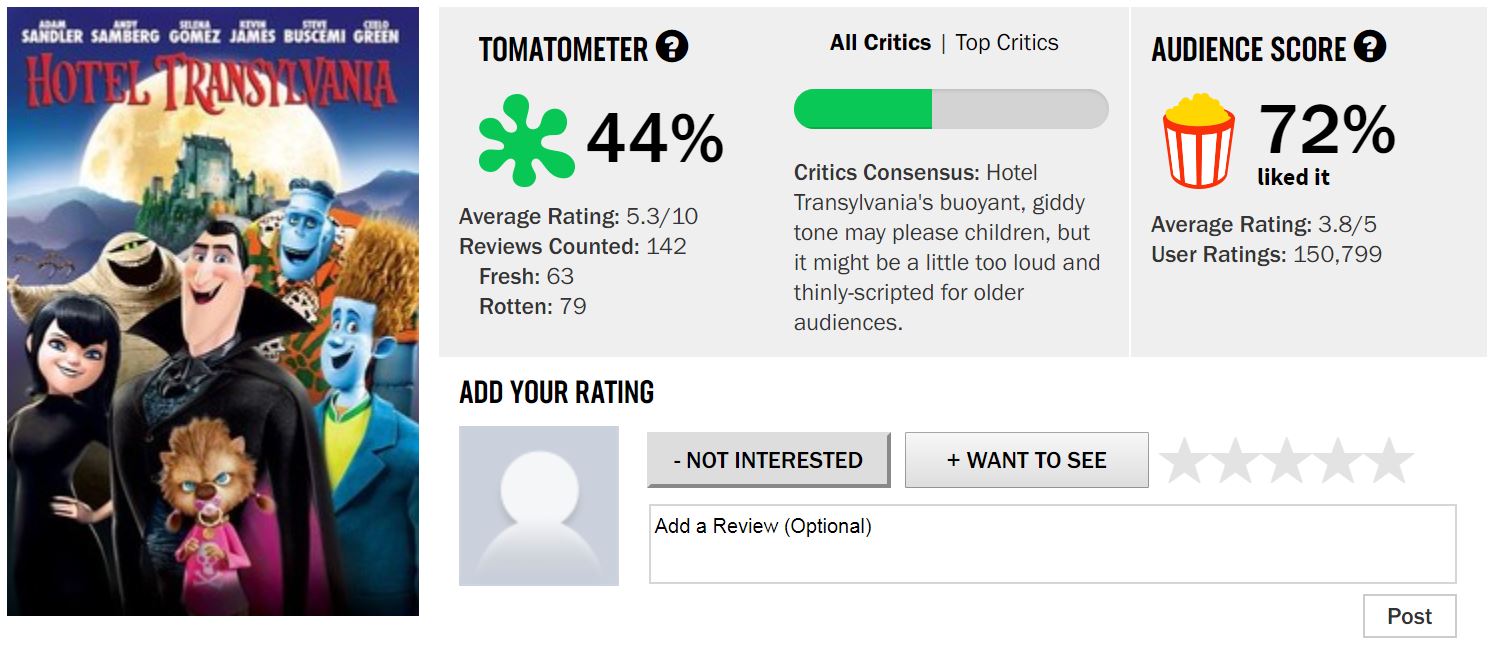 ADAM ANDY SELENA KEVIN STEVE CEELO
SANDLER SAMBERG GOMEZ JAMES BUSCEMI GREEN
HOTEL TRANSYLVANIA
TOMATOMETER ?
44%
Average Rating: 5.3/10
Reviews Counted: 142
Fresh: 63
Rotten: 79
All Critics | Top Critics
Critics Consensus: Hotel
Transylvania's buoyant, giddy
tone may please children, but
it might be a little too loud and
thinly-scripted for older
audiences.
AUDIENCE SCORE ?
72%
liked it
Average Rating: 3.8/5
User Ratings: 150,799
ADD YOUR RATING
- NOT INTERESTED
+ WANT TO SEE
Add a Review (Optional)
Post